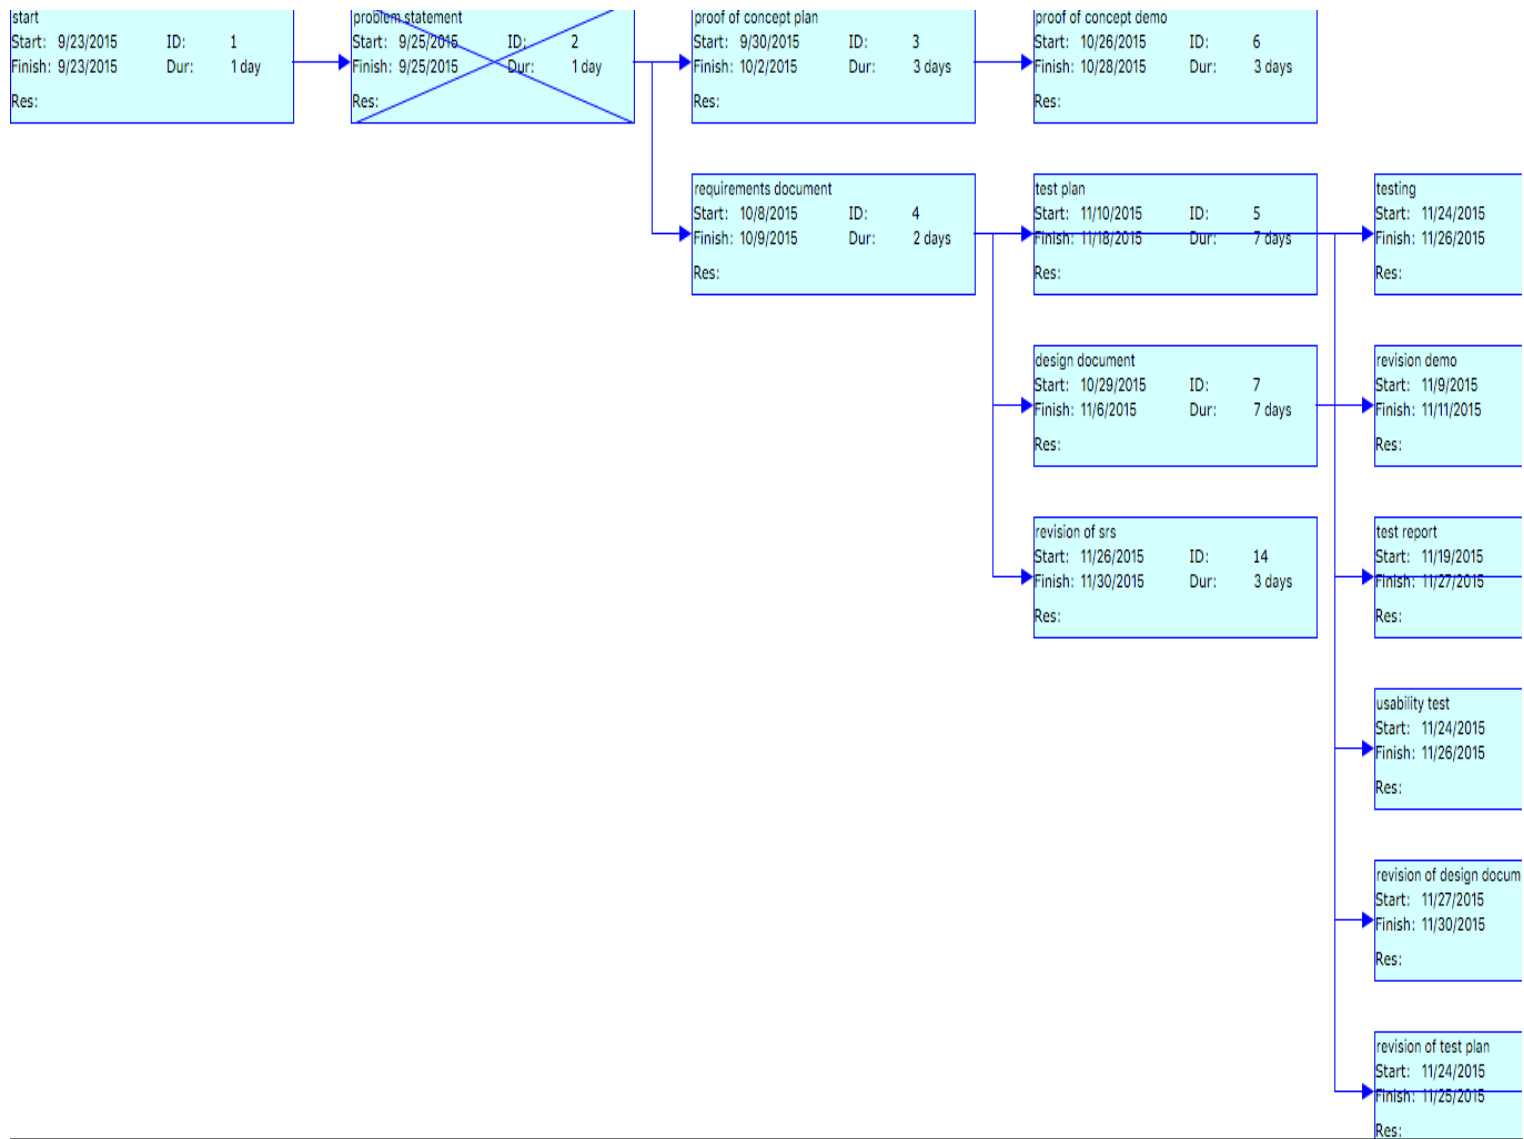 start
Start: 9/23/2015 ID: 1
Finish: 9/23/2015 Dur: 1 day
Res:
problem statement
Start: 9/25/2015 ID: 2
Finish: 9/25/2015 Dur: 1 day
Res:
proof of concept plan
Start: 9/30/2015 ID: 3
Finish: 10/2/2015 Dur: 3 days
Res:
proof of concept demo
Start: 10/26/2015 ID: 6
Finish: 10/28/2015 Dur: 3 days
Res:
requirements document
Start: 10/8/2015 ID: 4
Finish: 10/9/2015 Dur: 2 days
Res:
test plan
Start: 11/10/2015 ID: 5
Finish: 11/18/2015 Dur: 7 days
Res:
testing
Start: 11/24/2015
Finish: 11/26/2015
Res:
design document
Start: 10/29/2015 ID: 7
Finish: 11/6/2015 Dur: 7 days
Res:
revision demo
Start: 11/9/2015
Finish: 11/11/2015
Res:
revision of srs
Start: 11/26/2015 ID: 14
Finish: 11/30/2015 Dur: 3 days
Res:
test report
Start: 11/19/2015
Finish: 11/27/2015
Res:
usability test
Start: 11/24/2015
Finish: 11/26/2015
Res:
revision of design docum
Start: 11/27/2015
Finish: 11/30/2015
Res:
revision of test plan
Start: 11/24/2015
Finish: 11/25/2015
Res: